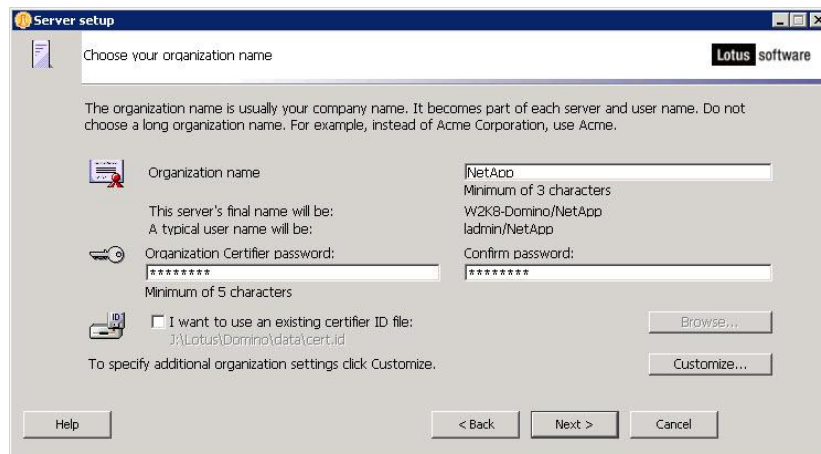 Server setup
Choose your organization name
Lotus software
The organization name is usually your company name. It becomes part of each server and user name. Do not
choose a long organization name. For example, instead of Acme Corporation, use Acme.
Organization name
NetApp
Minimum of 3 characters
This server's final name will be:
W2K8-Domino/NetApp
A typical user name will be:
ladmin/NetApp
Organization Certifier password:
Confirm password:
********
********
Minimum of 5 characters
I want to use an existing certifier ID file:
Browse...
J:\Lotus\Domino\data\cert.id
To specify additional organization settings click Customize.
Customize...
Help
< Back
Next >
Cancel